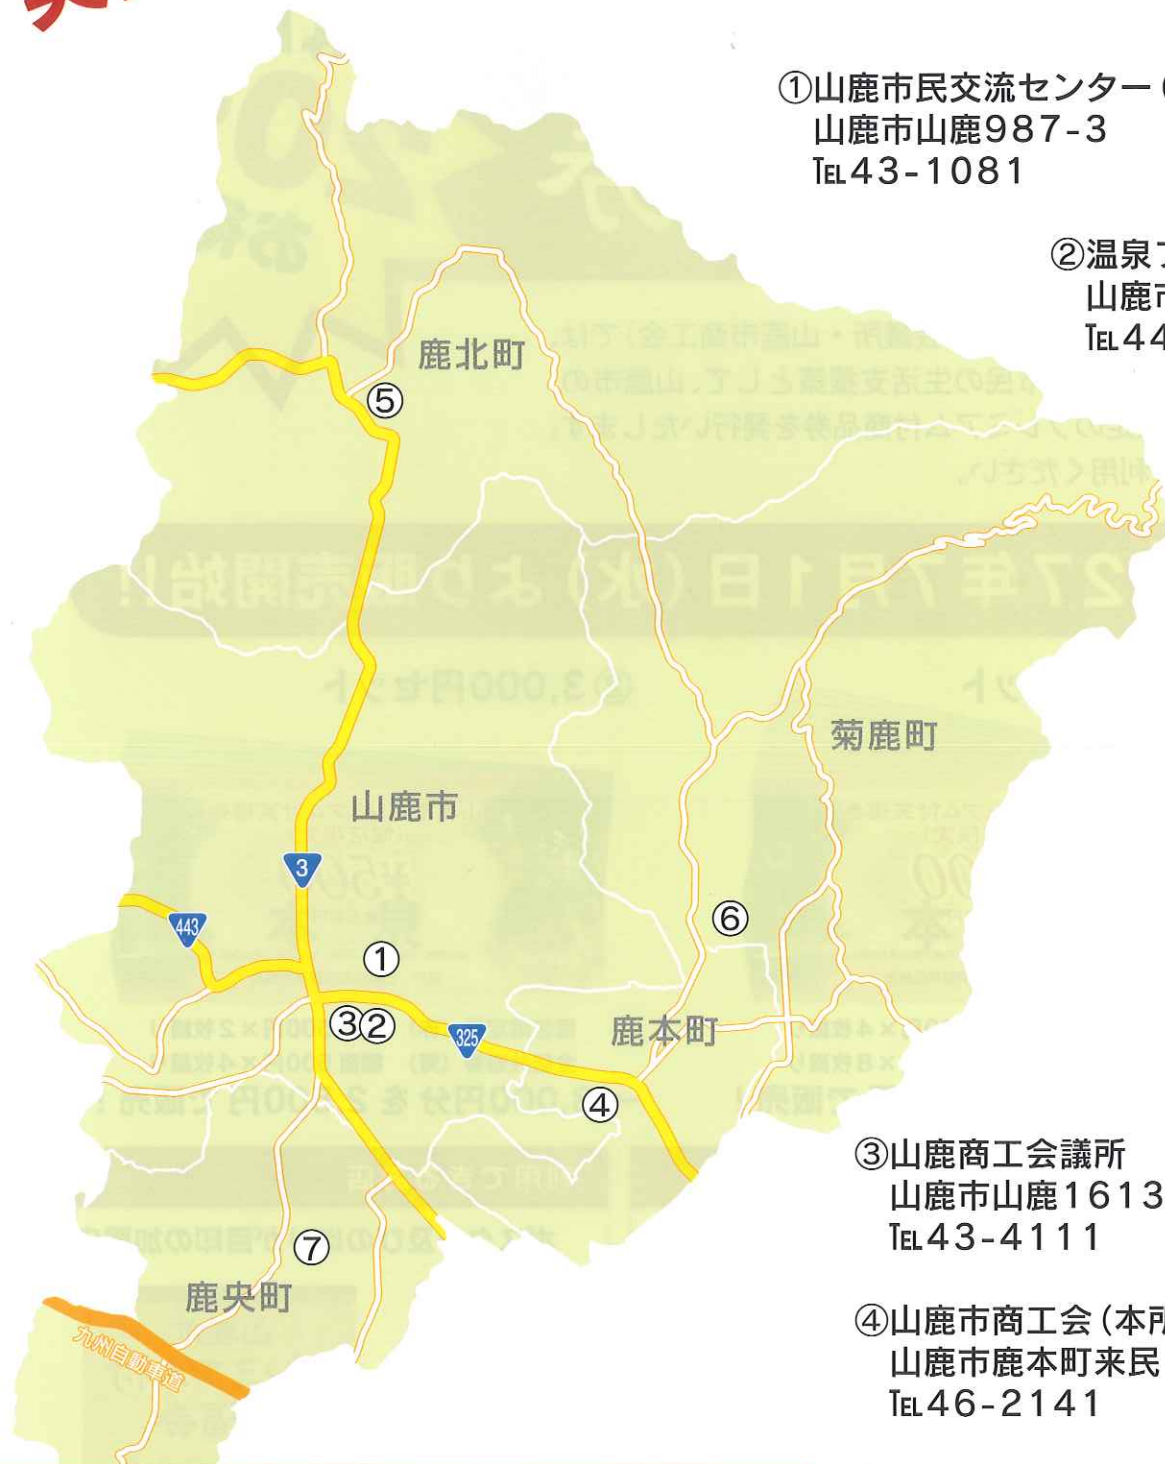 ①山鹿市民交流センター
山鹿市山鹿987-3
℡43-1081
②温泉
山鹿市
℡44
鹿北町
⑤
菊鹿町
山鹿市
3
443
⑥
①
③②
325
鹿本町
④
③山鹿商工会議所
山鹿市山鹿1613
℡43-4111
⑦
鹿央町
九州自動車道
④山鹿市商工会(本所
山鹿市鹿本町来民
℡46-2141